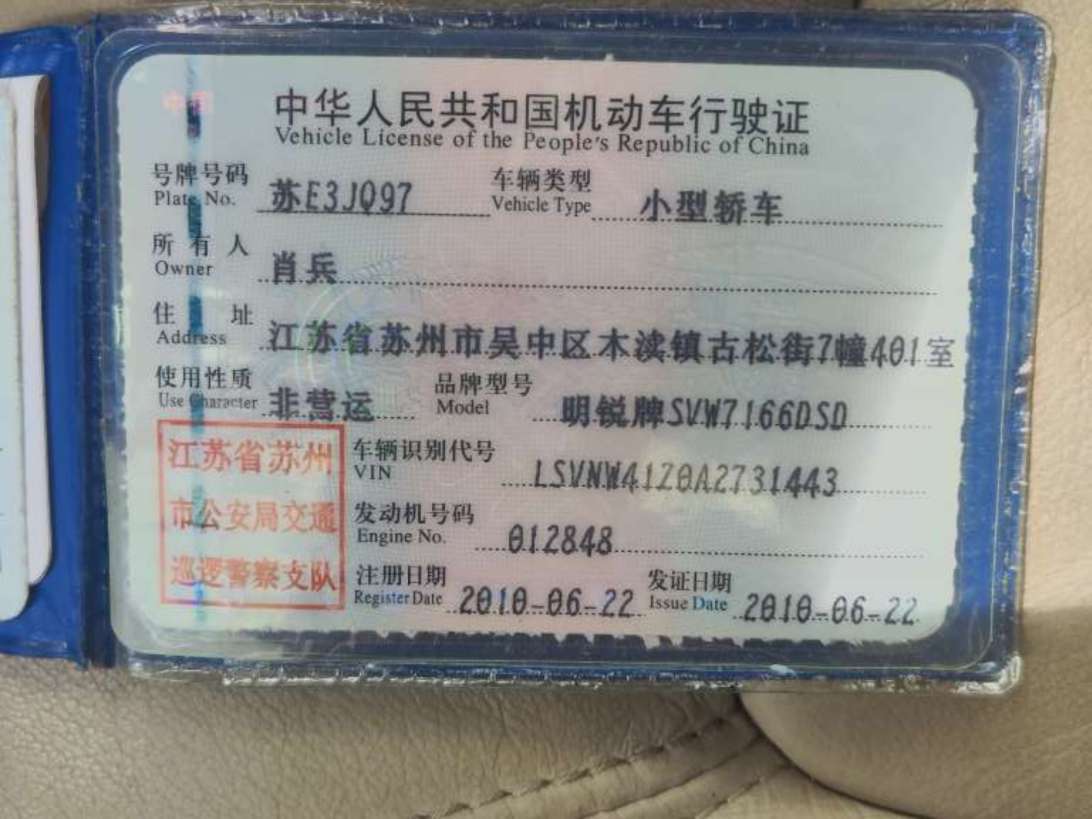 中华人民共和国机动车行驶证
Vehicle License of the People's Republic of China
号牌号码 苏E3JQ97 车辆类型 小型轿车
Plate No. Vehicle Type
所有人 肖兵
Owner
住址 江苏省苏州市吴中区木渎镇古松街7幢401室
Address
使用性质 非营运 品牌型号 明锐牌SVW7166DSD
Use Character Model
江苏省苏州
市公安局交通
巡逻警察支队
车辆识别代号 LSVNW41Z0A2731443
VIN
发动机号码 012848
Engine No.
注册日期 2010-06-22 发证日期 2010-06-22
Register Date Issue Date